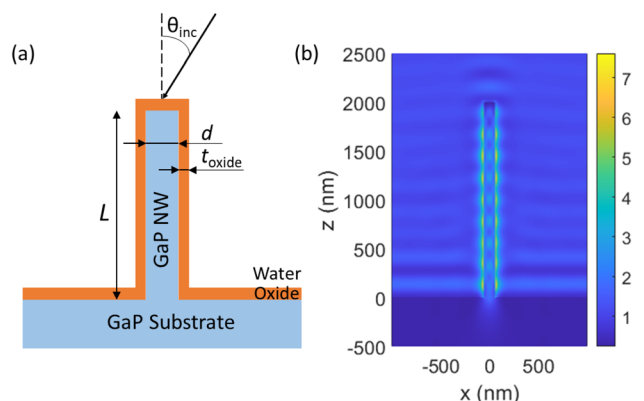 (a)
θinc
d
toxide
L
GaP NW
Water
Oxide
GaP Substrate
(b)
2500
2000
1500
1000
500
0
-500
z (nm)
-500 0 500
x (nm)
7
6
5
4
3
2
1